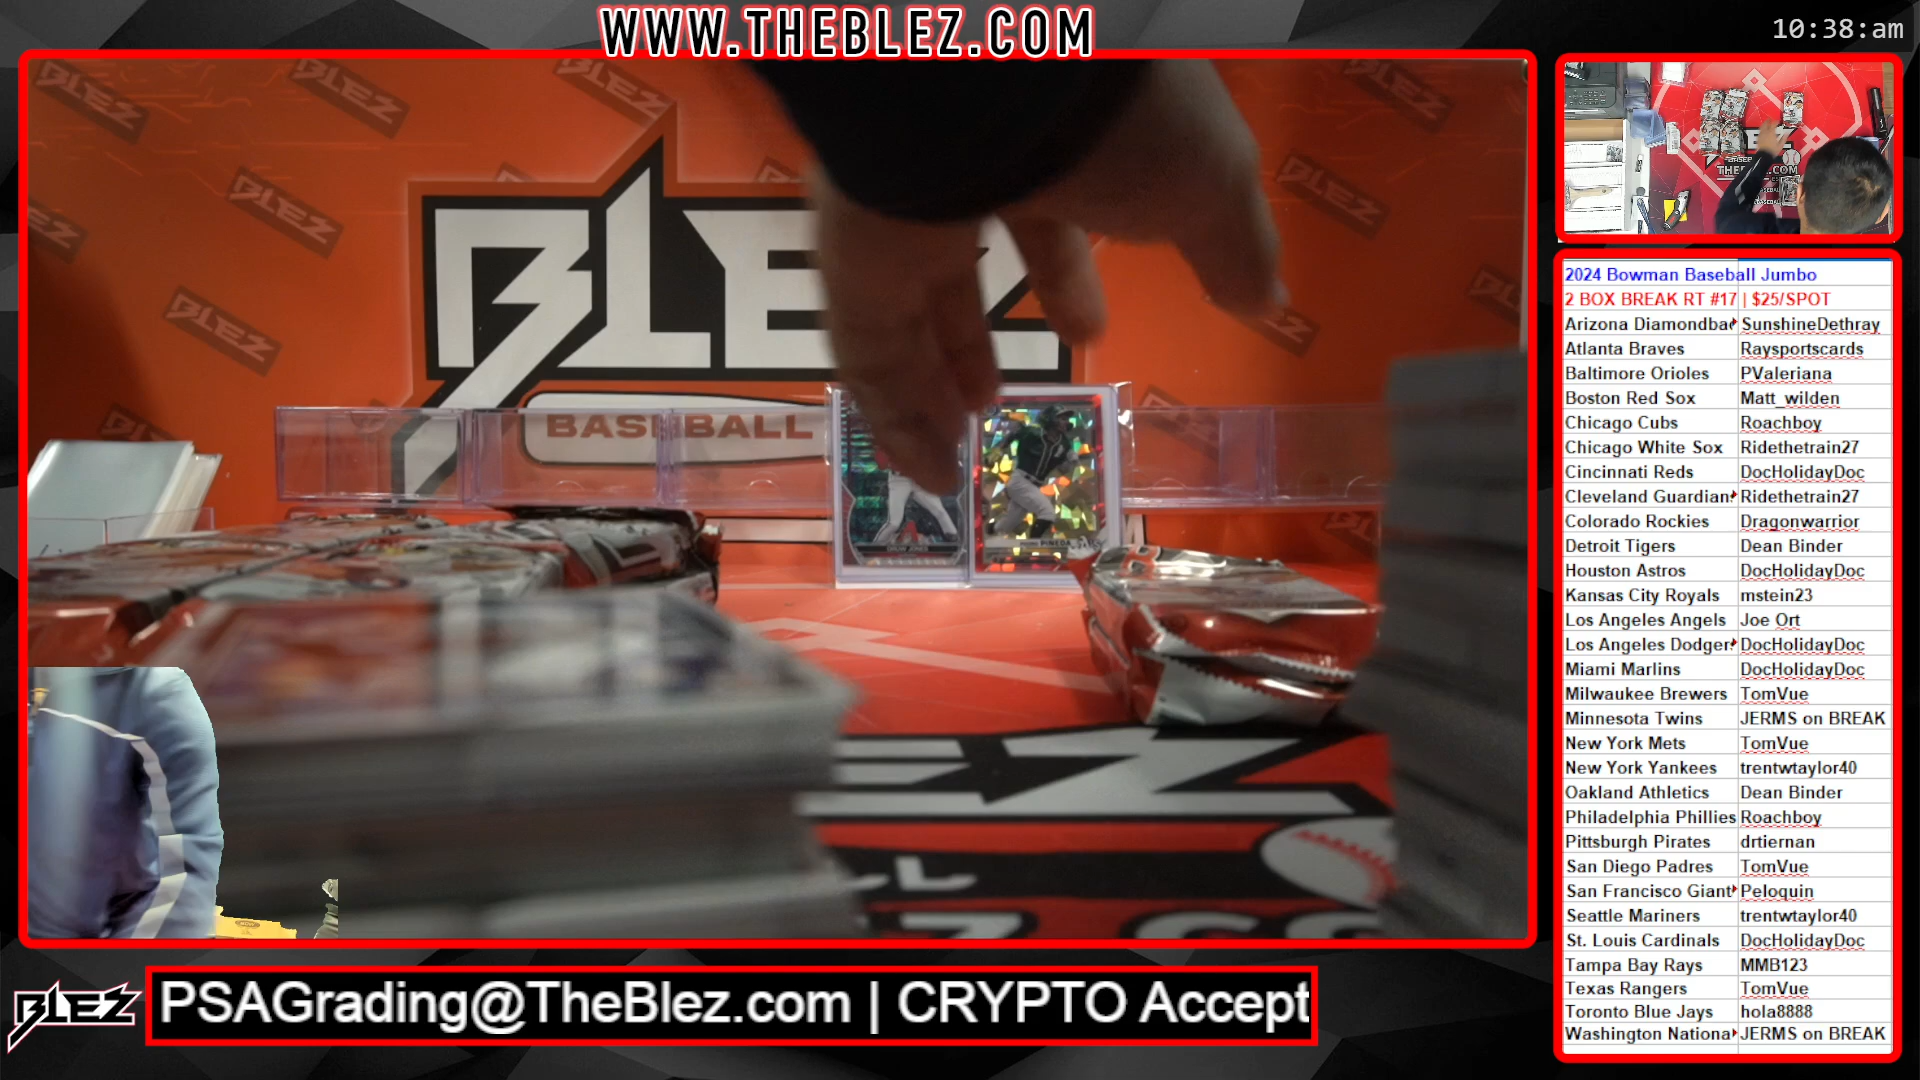 WWW.THEBLEZ.COM
10:38:am
BLEZ
BASEBALL
2024 Bowman Baseball Jumbo
2 BOX BREAK RT #17 | $25/SPOT
Arizona Diamondbac SunshineDethray
Atlanta Braves Raysportscards
Baltimore Orioles PValeriana
Boston Red Sox Matt_wilden
Chicago Cubs Roachboy
Chicago White Sox Ridethetrain27
Cincinnati Reds DocHolidayDoc
Cleveland Guardian Ridethetrain27
Colorado Rockies Dragonwarrior
Detroit Tigers Dean Binder
Houston Astros DocHolidayDoc
Kansas City Royals mstein23
Los Angeles Angels Joe Ort
Los Angeles Dodger DocHolidayDoc
Miami Marlins DocHolidayDoc
Milwaukee Brewers TomVue
Minnesota Twins JERMS on BREAK
New York Mets TomVue
New York Yankees trentwtaylor40
Oakland Athletics Dean Binder
Philadelphia Phillies Roachboy
Pittsburgh Pirates drtiernan
San Diego Padres TomVue
San Francisco Giant Peloquin
Seattle Mariners trentwtaylor40
St. Louis Cardinals DocHolidayDoc
Tampa Bay Rays MMB123
Texas Rangers TomVue
Toronto Blue Jays hola8888
Washington Nationa JERMS on BREAK
BLEZ
PSAGrading@TheBlez.com | CRYPTO Accept